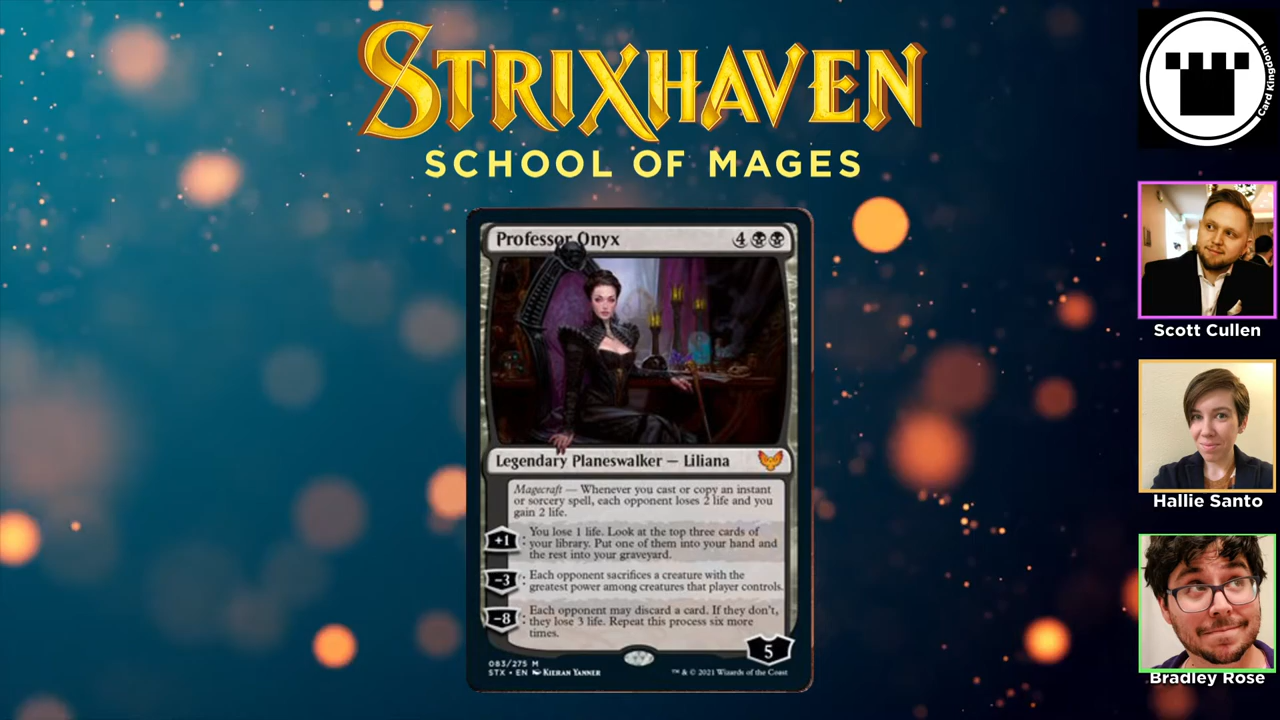 STRIXHAVEN
SCHOOL OF MAGES
Card Kingdom
Professor Onyx
4
Legendary Planeswalker — Liliana
Magecraft — Whenever you cast or copy an instant
or sorcery spell, each opponent loses 2 life and you
gain 2 life.
+1 : You lose 1 life. Look at the top three cards of
your library. Put one of them into your hand and
the rest into your graveyard.
−3 : Each opponent sacrifices a creature with the
greatest power among creatures that player controls.
−8 : Each opponent may discard a card. If they don't,
they lose 3 life. Repeat this process six more
times.
5
083/275 M
STX • EN Kieran Yanner
™ & © 2021 Wizards of the Coast
Scott Cullen
Hallie Santo
Bradley Rose